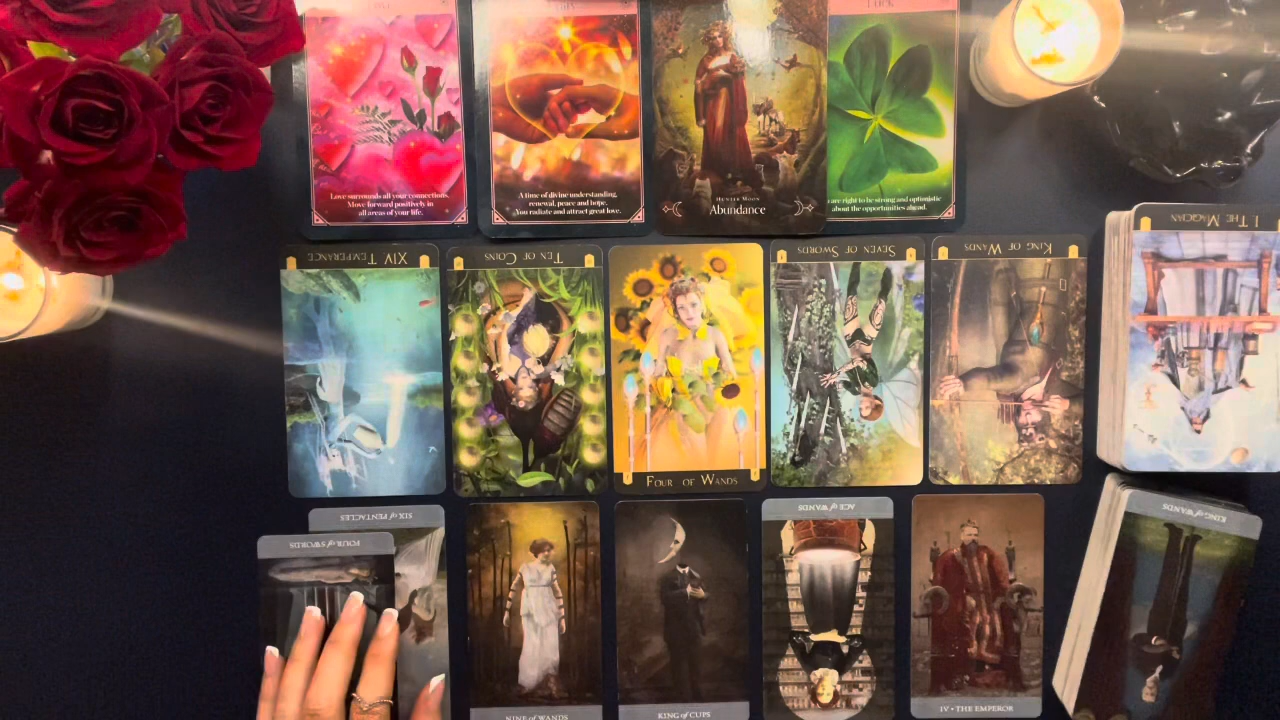 LUCK
Love surrounds all your connections.
Move forward positively in
all areas of your life.
A time of divine understanding,
renewal, peace and hope.
You radiate and attract great love.
HUNTER MOON
Abundance
are right to be strong and optimistic
about the opportunities ahead.
XIV TEMPERANCE
TEN OF COINS
FOUR OF WANDS
SEVEN OF SWORDS
KING OF WANDS
I. THE MAGICIAN
SIX of PENTACLES
FOUR of SWORDS
NINE of WANDS
KING of CUPS
ACE of WANDS
IV • THE EMPEROR
KING of WANDS